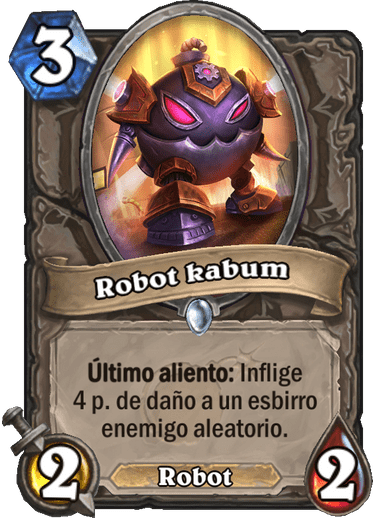 3
Robot kabum
Último aliento: Inflige
4 p. de daño a un esbirro
enemigo aleatorio.
2
Robot
2